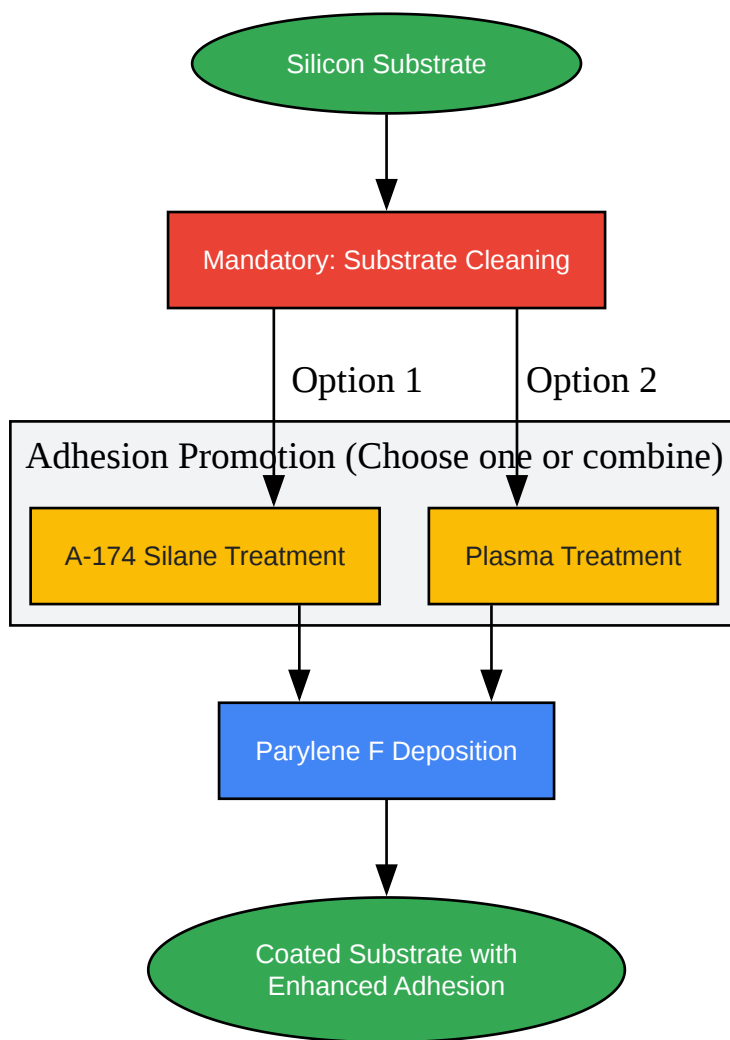 Silicon Substrate
Mandatory: Substrate Cleaning
Option 1
Option 2
Adhesion Promotion (Choose one or combine)
A-174 Silane Treatment
Plasma Treatment
Parylene F Deposition
Coated Substrate with
Enhanced Adhesion